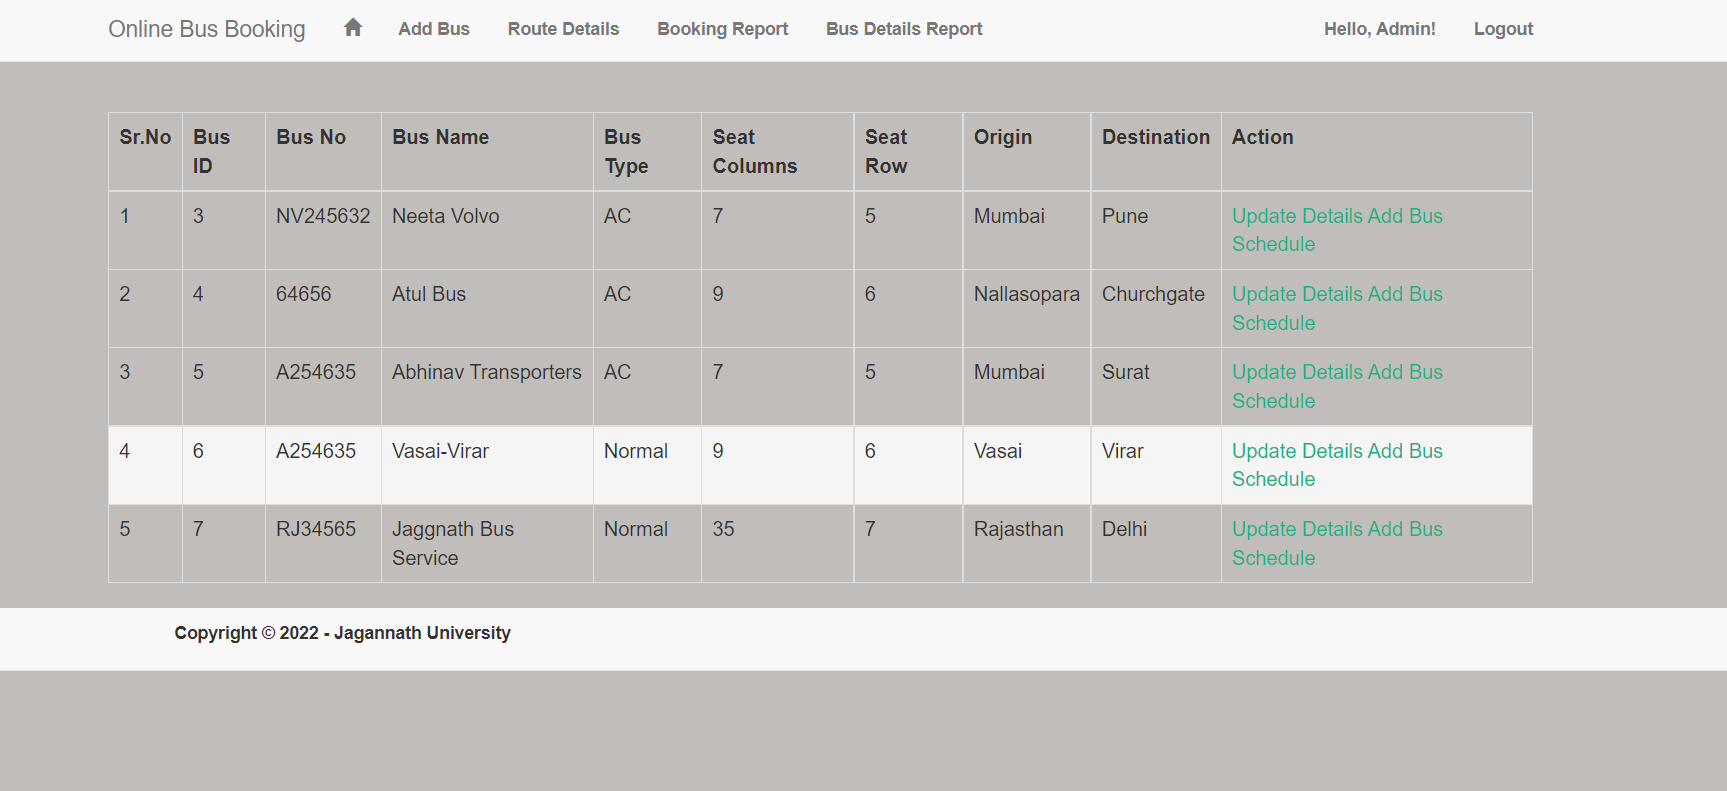 Online Bus Booking Add Bus Route Details Booking Report Bus Details Report Hello, Admin! Logout
Sr.No Bus ID Bus No Bus Name Bus Type Seat Columns Seat Row Origin Destination Action
1 3 NV245632 Neeta Volvo AC 7 5 Mumbai Pune Update Details Add Bus Schedule
2 4 64656 Atul Bus AC 9 6 Nallasopara Churchgate Update Details Add Bus Schedule
3 5 A254635 Abhinav Transporters AC 7 5 Mumbai Surat Update Details Add Bus Schedule
4 6 A254635 Vasai-Virar Normal 9 6 Vasai Virar Update Details Add Bus Schedule
5 7 RJ34565 Jaggnath Bus Service Normal 35 7 Rajasthan Delhi Update Details Add Bus Schedule
Copyright © 2022 - Jagannath University